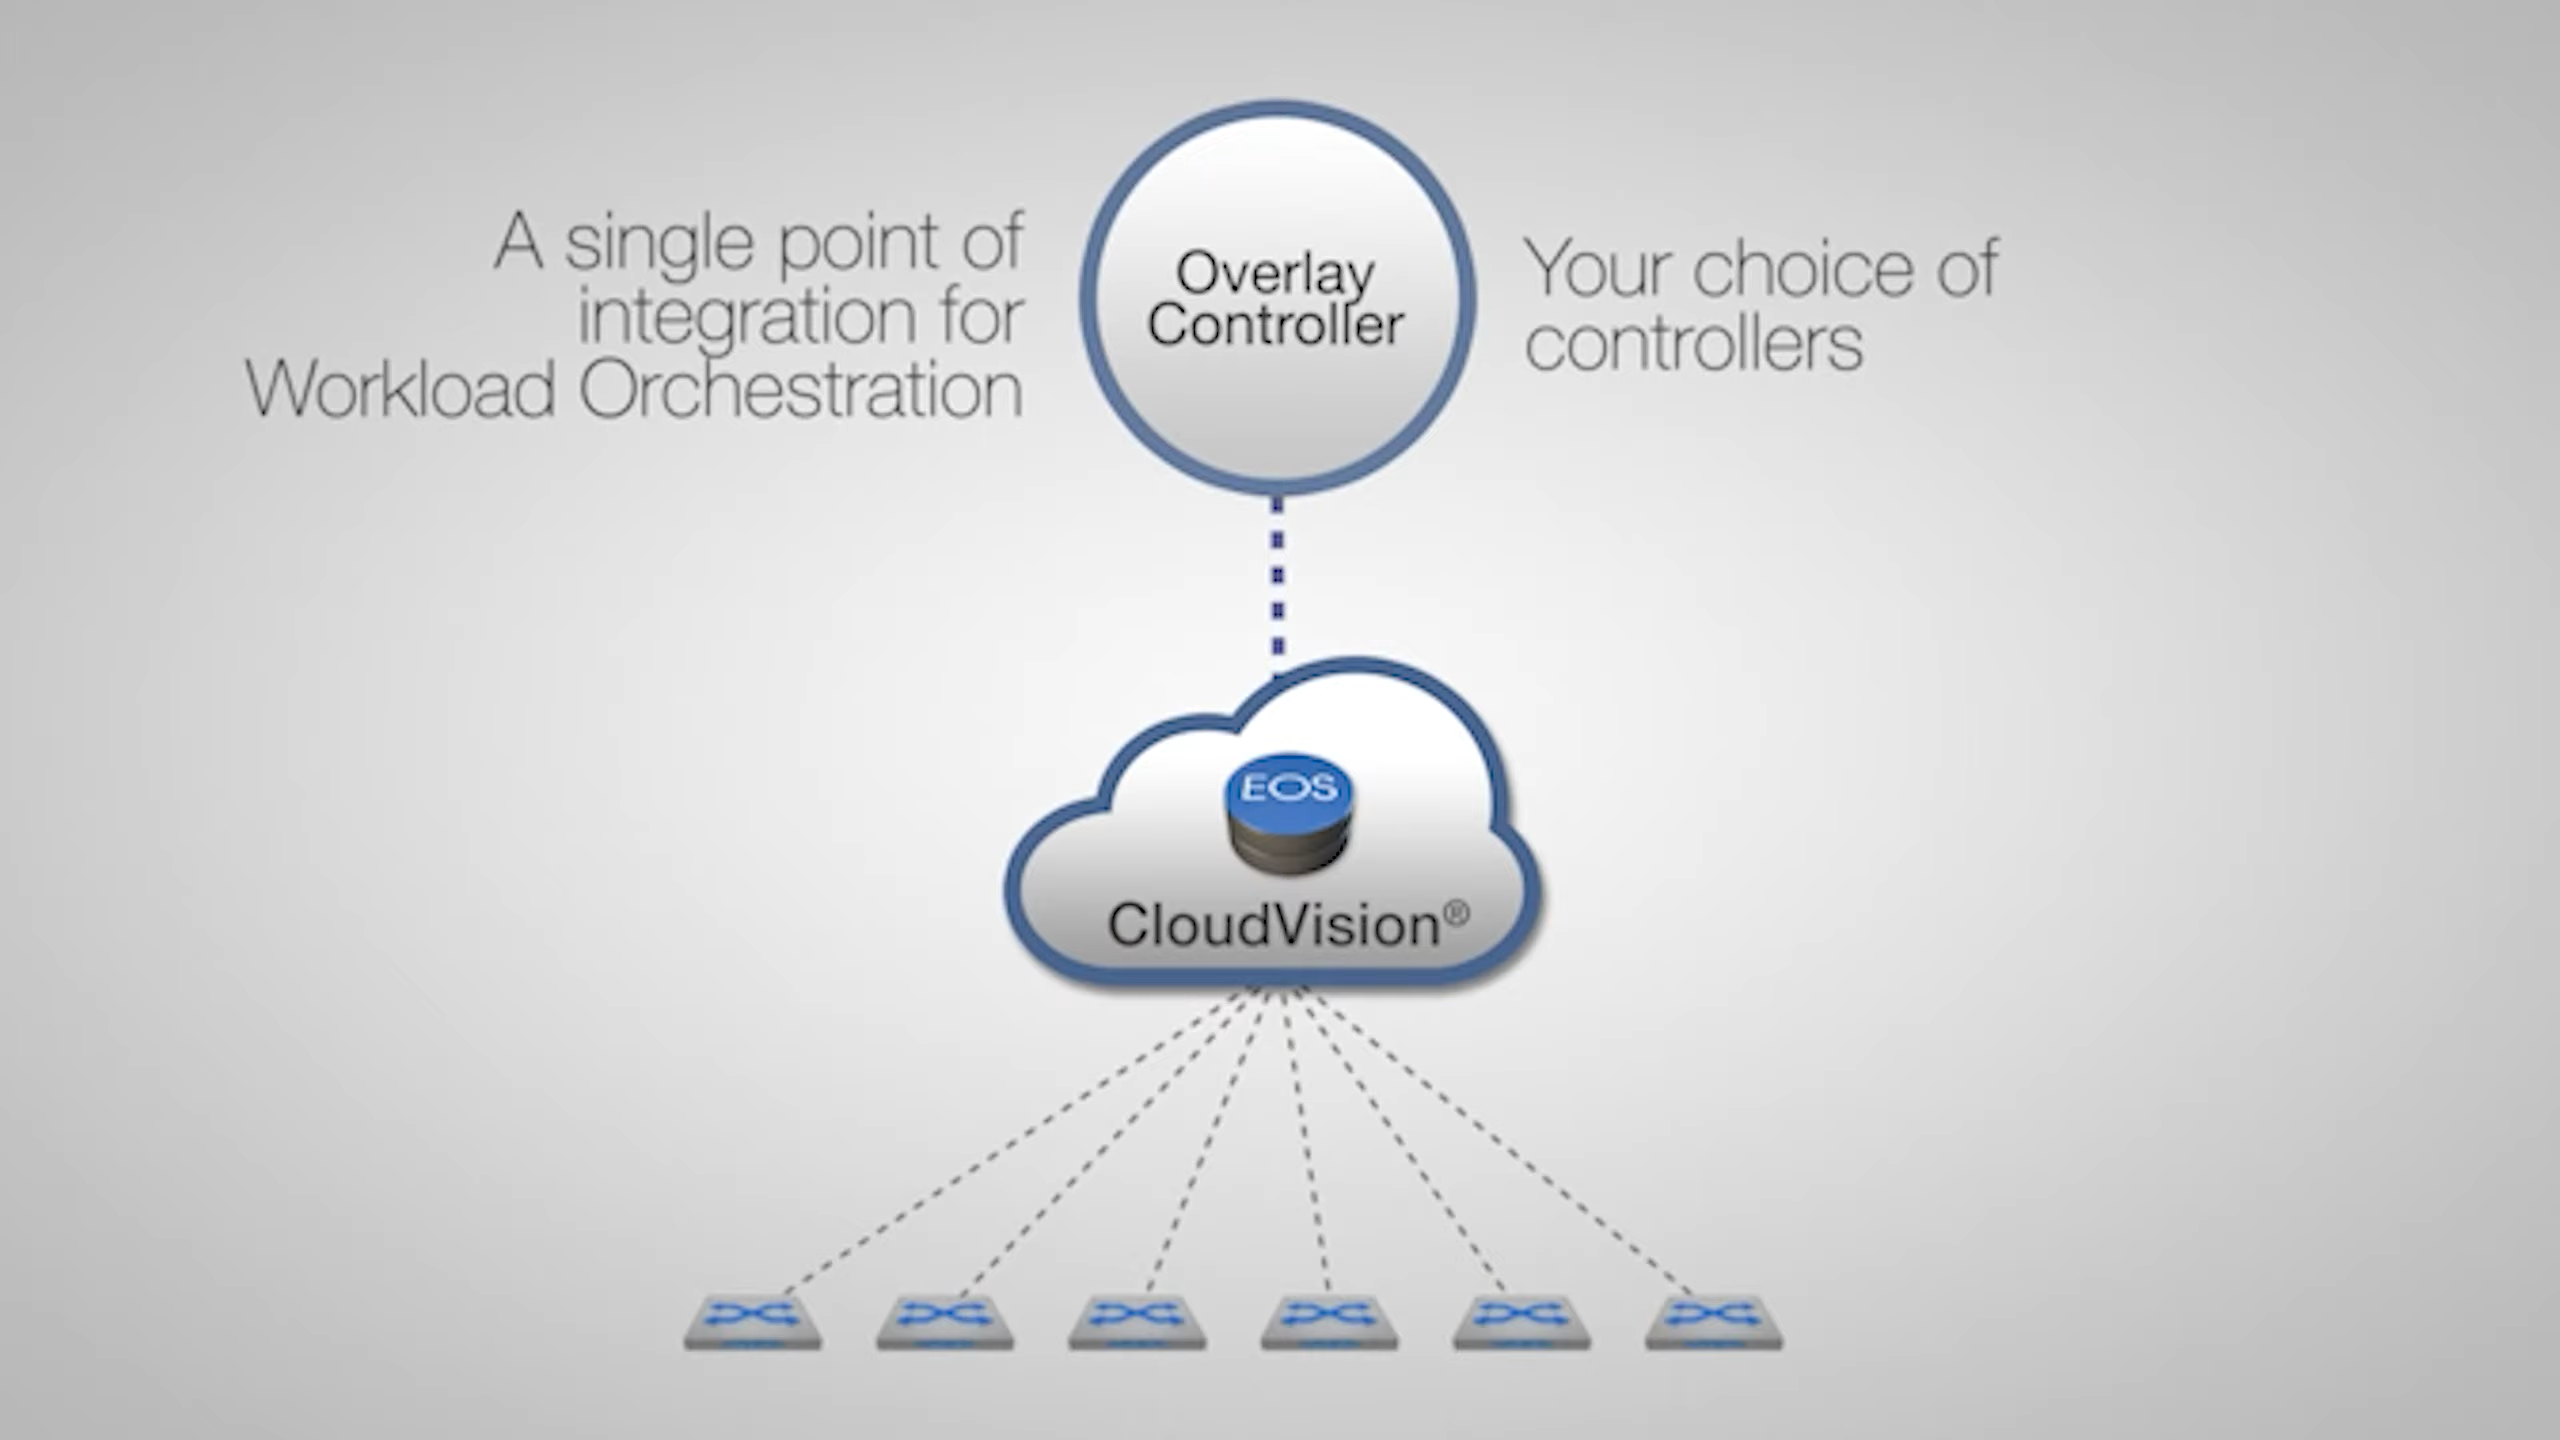 A single point of
integration for
Workload Orchestration
Overlay
Controller
Your choice of
controllers
EOS
CloudVision®